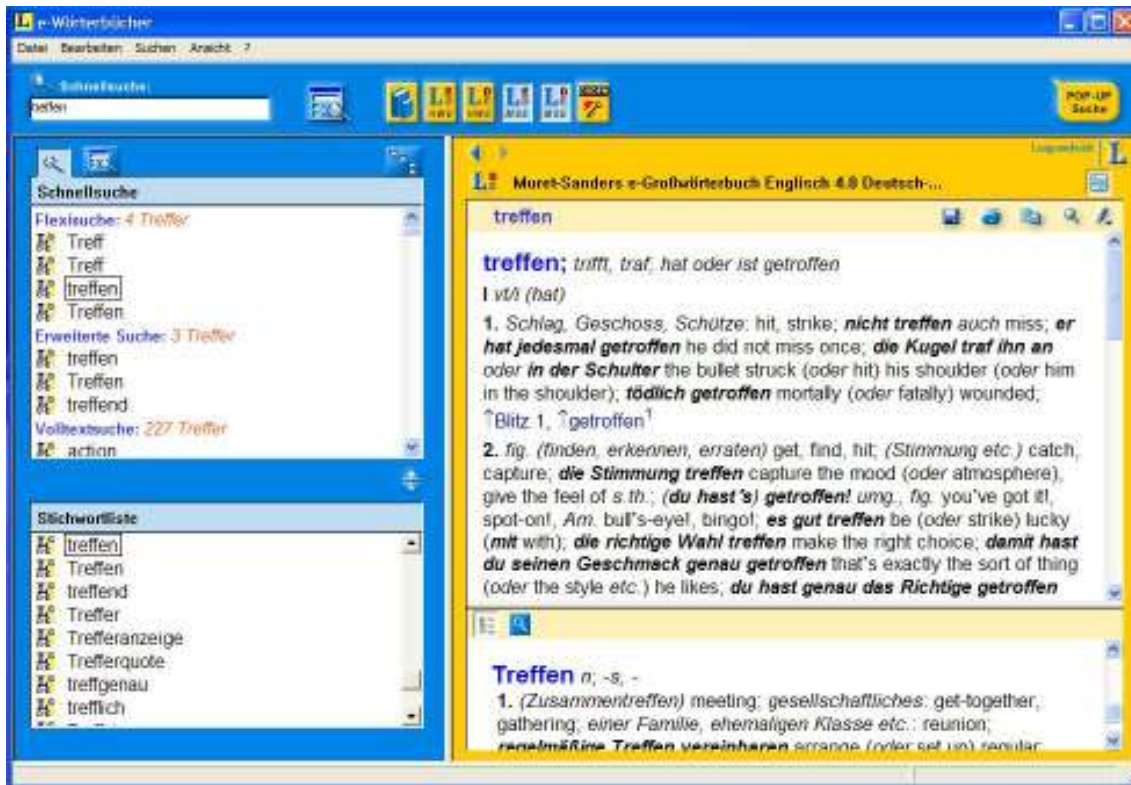 e-Wörterbücher
Datei Bearbeiten Suchen Ansicht ?
Schnellsuche:
treffen
POP-UP
Suche
Schnellsuche
Flexisuche: 4 Treffer
Treff
Treff
treffen
Treffen
Erweiterte Suche: 3 Treffer
treffen
Treffen
treffend
Volltextsuche: 227 Treffer
action
Stichwortliste
treffen
Treffen
treffend
Treffer
Trefferanzeige
Trefferquote
treffgenau
trefflich
Langenscheidt L
Muret-Sanders e-Großwörterbuch Englisch 4.0 Deutsch-...
treffen
treffen; trifft, traf, hat oder ist getroffen
I vt/i (hat)
1. Schlag, Geschoss, Schütze: hit, strike; nicht treffen auch miss; er
hat jedesmal getroffen he did not miss once; die Kugel traf ihn an
oder in der Schulter the bullet struck (oder hit) his shoulder (oder him
in the shoulder); tödlich getroffen mortally (oder fatally) wounded;
↑Blitz 1, ↑getroffen¹
2. fig. (finden, erkennen, erraten) get, find, hit; (Stimmung etc.) catch,
capture; die Stimmung treffen capture the mood (oder atmosphere),
give the feel of s.th.; (du hast's) getroffen! umg., fig. you've got it!,
spot-on!, Am. bull's-eye!, bingo!; es gut treffen be (oder strike) lucky
(mit with); die richtige Wahl treffen make the right choice; damit hast
du seinen Geschmack genau getroffen that's exactly the sort of thing
(oder the style etc.) he likes; du hast genau das Richtige getroffen
Treffen n; -s, -
1. (Zusammentreffen) meeting; gesellschaftliches: get-together,
gathering; einer Familie, ehemaligen Klasse etc.: reunion;
regelmäßige Treffen vereinbaren arrange (oder set up) regular